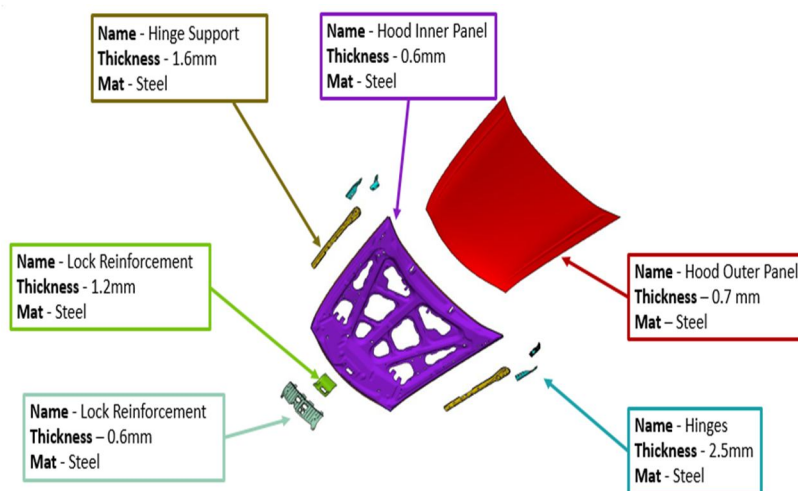 Name - Hinge Support
Thickness - 1.6mm
Mat - Steel
Name - Hood Inner Panel
Thickness - 0.6mm
Mat - Steel
Name - Lock Reinforcement
Thickness - 1.2mm
Mat - Steel
Name - Hood Outer Panel
Thickness – 0.7 mm
Mat – Steel
Name - Lock Reinforcement
Thickness – 0.6mm
Mat - Steel
Name - Hinges
Thickness - 2.5mm
Mat - Steel